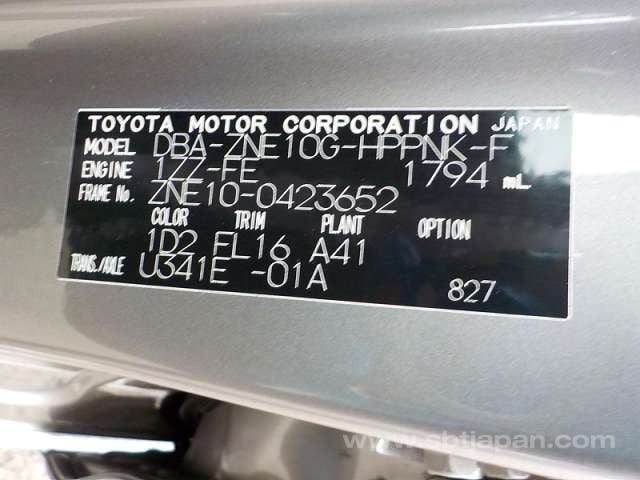 TOYOTA MOTOR CORPORATION JAPAN
MODEL DBA-ZNE10G-HPPNK-F
ENGINE 1ZZ-FE 1794 mL
FRAME No. ZNE10-0423652
COLOR TRIM PLANT OPTION
1D2 FL16 A41
TRANS./AXLE U341E -01A
827
www.sbtjapan.com